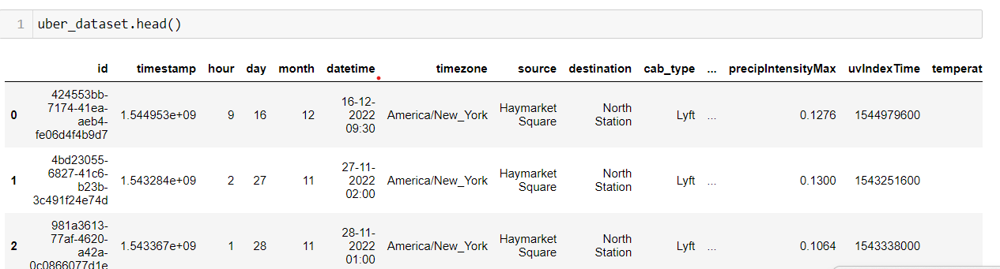 1 uber_dataset.head()
id timestamp hour day month datetime timezone source destination cab_type ... precipIntensityMax uvIndexTime temperat
424553bb-
7174-41ea-
aeb4-
fe06d4f4b9d7
0 1.544953e+09 9 16 12
16-12-
2022
09:30
America/New_York
Haymarket
Square
North
Station
Lyft ... 0.1276 1544979600
4bd23055-
6827-41c6-
b23b-
3c491f24e74d
1 1.543284e+09 2 27 11
27-11-
2022
02:00
America/New_York
Haymarket
Square
North
Station
Lyft ... 0.1300 1543251600
981a3613-
77af-4620-
a42a-
0c0866077d1e
2 1.543367e+09 1 28 11
28-11-
2022
01:00
America/New_York
Haymarket
Square
North
Station
Lyft ... 0.1064 1543338000